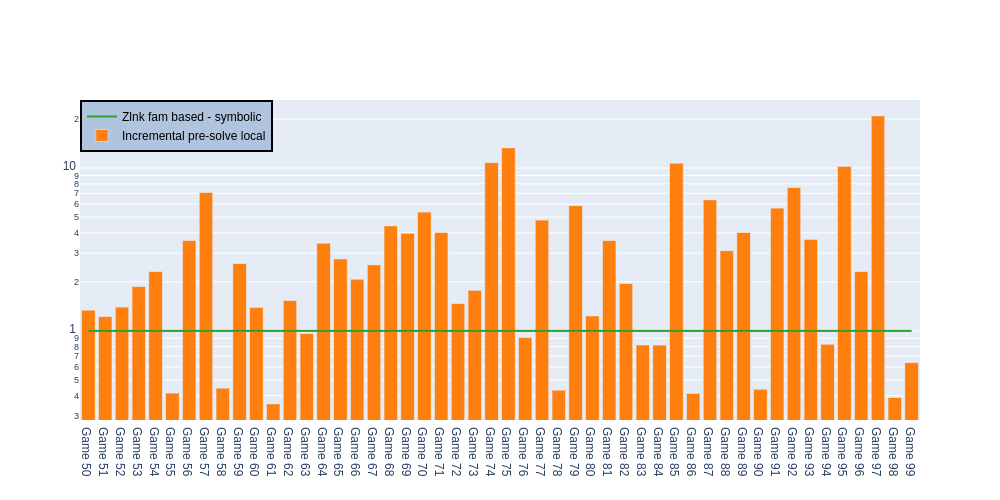 Zlnk fam based - symbolic
Incremental pre-solve local
2
10
9
8
7
6
5
4
3
2
1
9
8
7
6
5
4
3
Game 50
Game 51
Game 52
Game 53
Game 54
Game 55
Game 56
Game 57
Game 58
Game 59
Game 60
Game 61
Game 62
Game 63
Game 64
Game 65
Game 66
Game 67
Game 68
Game 69
Game 70
Game 71
Game 72
Game 73
Game 74
Game 75
Game 76
Game 77
Game 78
Game 79
Game 80
Game 81
Game 82
Game 83
Game 84
Game 85
Game 86
Game 87
Game 88
Game 89
Game 90
Game 91
Game 92
Game 93
Game 94
Game 95
Game 96
Game 97
Game 98
Game 99